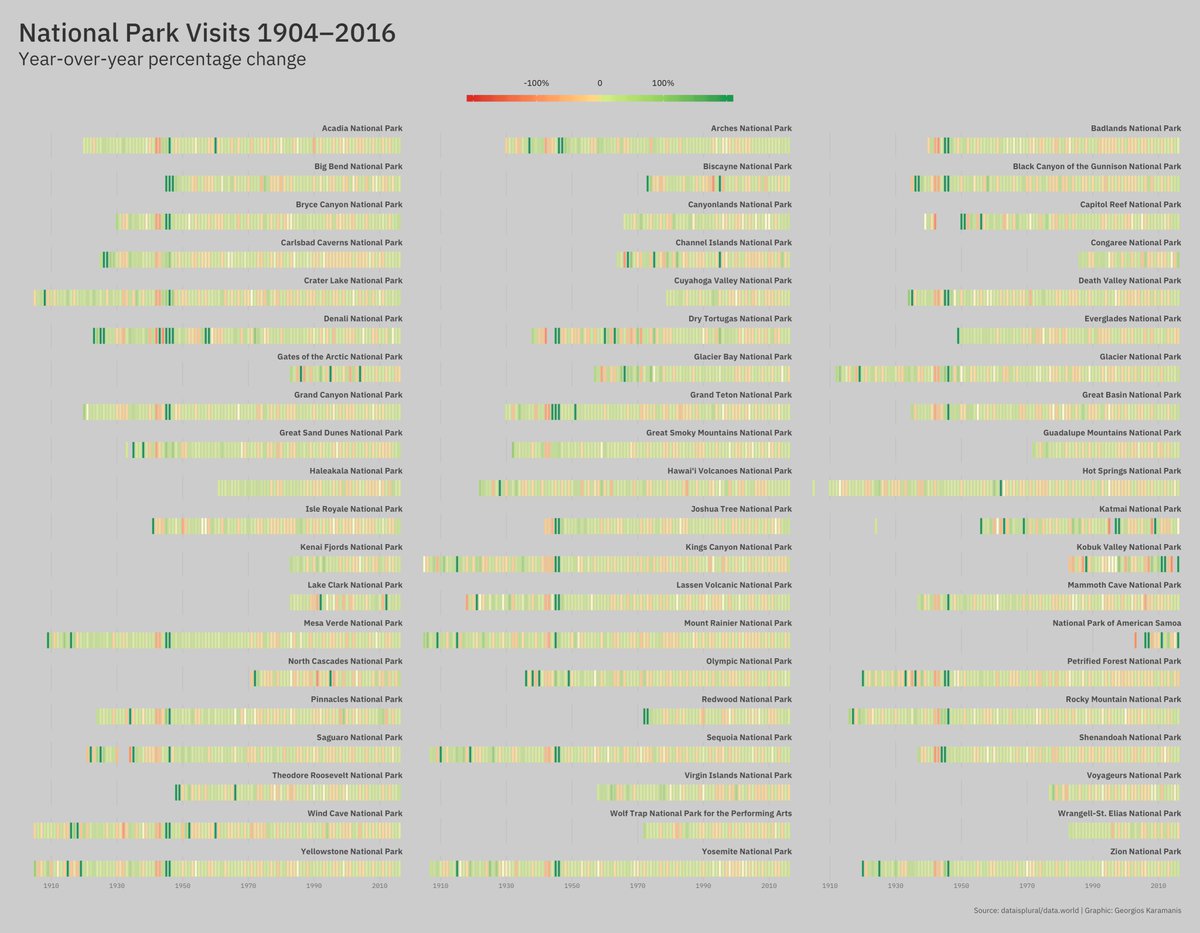 National Park Visits 1904–2016
Year-over-year percentage change
-100% 0 100%
Acadia National Park Arches National Park Badlands National Park
Big Bend National Park Biscayne National Park Black Canyon of the Gunnison National Park
Bryce Canyon National Park Canyonlands National Park Capitol Reef National Park
Carlsbad Caverns National Park Channel Islands National Park Congaree National Park
Crater Lake National Park Cuyahoga Valley National Park Death Valley National Park
Denali National Park Dry Tortugas National Park Everglades National Park
Gates of the Arctic National Park Glacier Bay National Park Glacier National Park
Grand Canyon National Park Grand Teton National Park Great Basin National Park
Great Sand Dunes National Park Great Smoky Mountains National Park Guadalupe Mountains National Park
Haleakala National Park Hawai'i Volcanoes National Park Hot Springs National Park
Isle Royale National Park Joshua Tree National Park Katmai National Park
Kenai Fjords National Park Kings Canyon National Park Kobuk Valley National Park
Lake Clark National Park Lassen Volcanic National Park Mammoth Cave National Park
Mesa Verde National Park Mount Rainier National Park National Park of American Samoa
North Cascades National Park Olympic National Park Petrified Forest National Park
Pinnacles National Park Redwood National Park Rocky Mountain National Park
Saguaro National Park Sequoia National Park Shenandoah National Park
Theodore Roosevelt National Park Virgin Islands National Park Voyageurs National Park
Wind Cave National Park Wolf Trap National Park for the Performing Arts Wrangell-St. Elias National Park
Yellowstone National Park Yosemite National Park Zion National Park
1910 1930 1950 1970 1990 2010 1910 1930 1950 1970 1990 2010 1910 1930 1950 1970 1990 2010
Source: dataisplural/data.world | Graphic: Georgios Karamanis